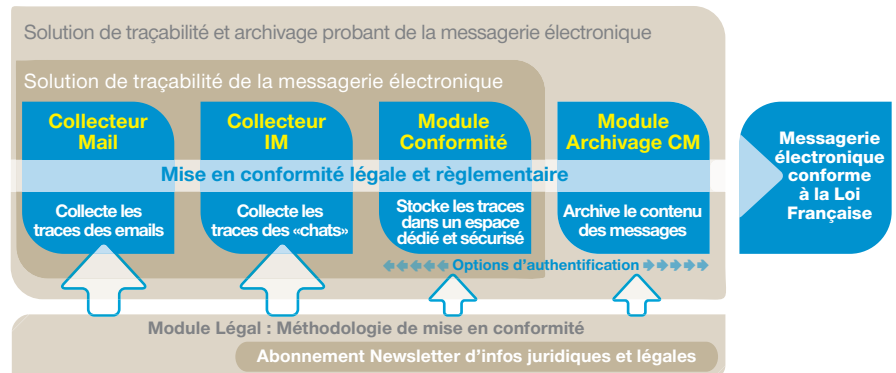 Solution de traçabilité et archivage probant de la messagerie électronique
Solution de traçabilité de la messagerie électronique
Collecteur
Mail
Collecteur
IM
Module
Conformité
Module
Archivage CM
Mise en conformité légale et règlementaire
Collecte les
traces des emails
Collecte les
traces des «chats»
Stocke les traces
dans un espace
dédié et sécurisé
Archive le contenu
des messages
Options d'authentification
Messagerie
électronique
conforme
à la Loi
Française
Module Légal : Méthodologie de mise en conformité
Abonnement Newsletter d'infos juridiques et légales